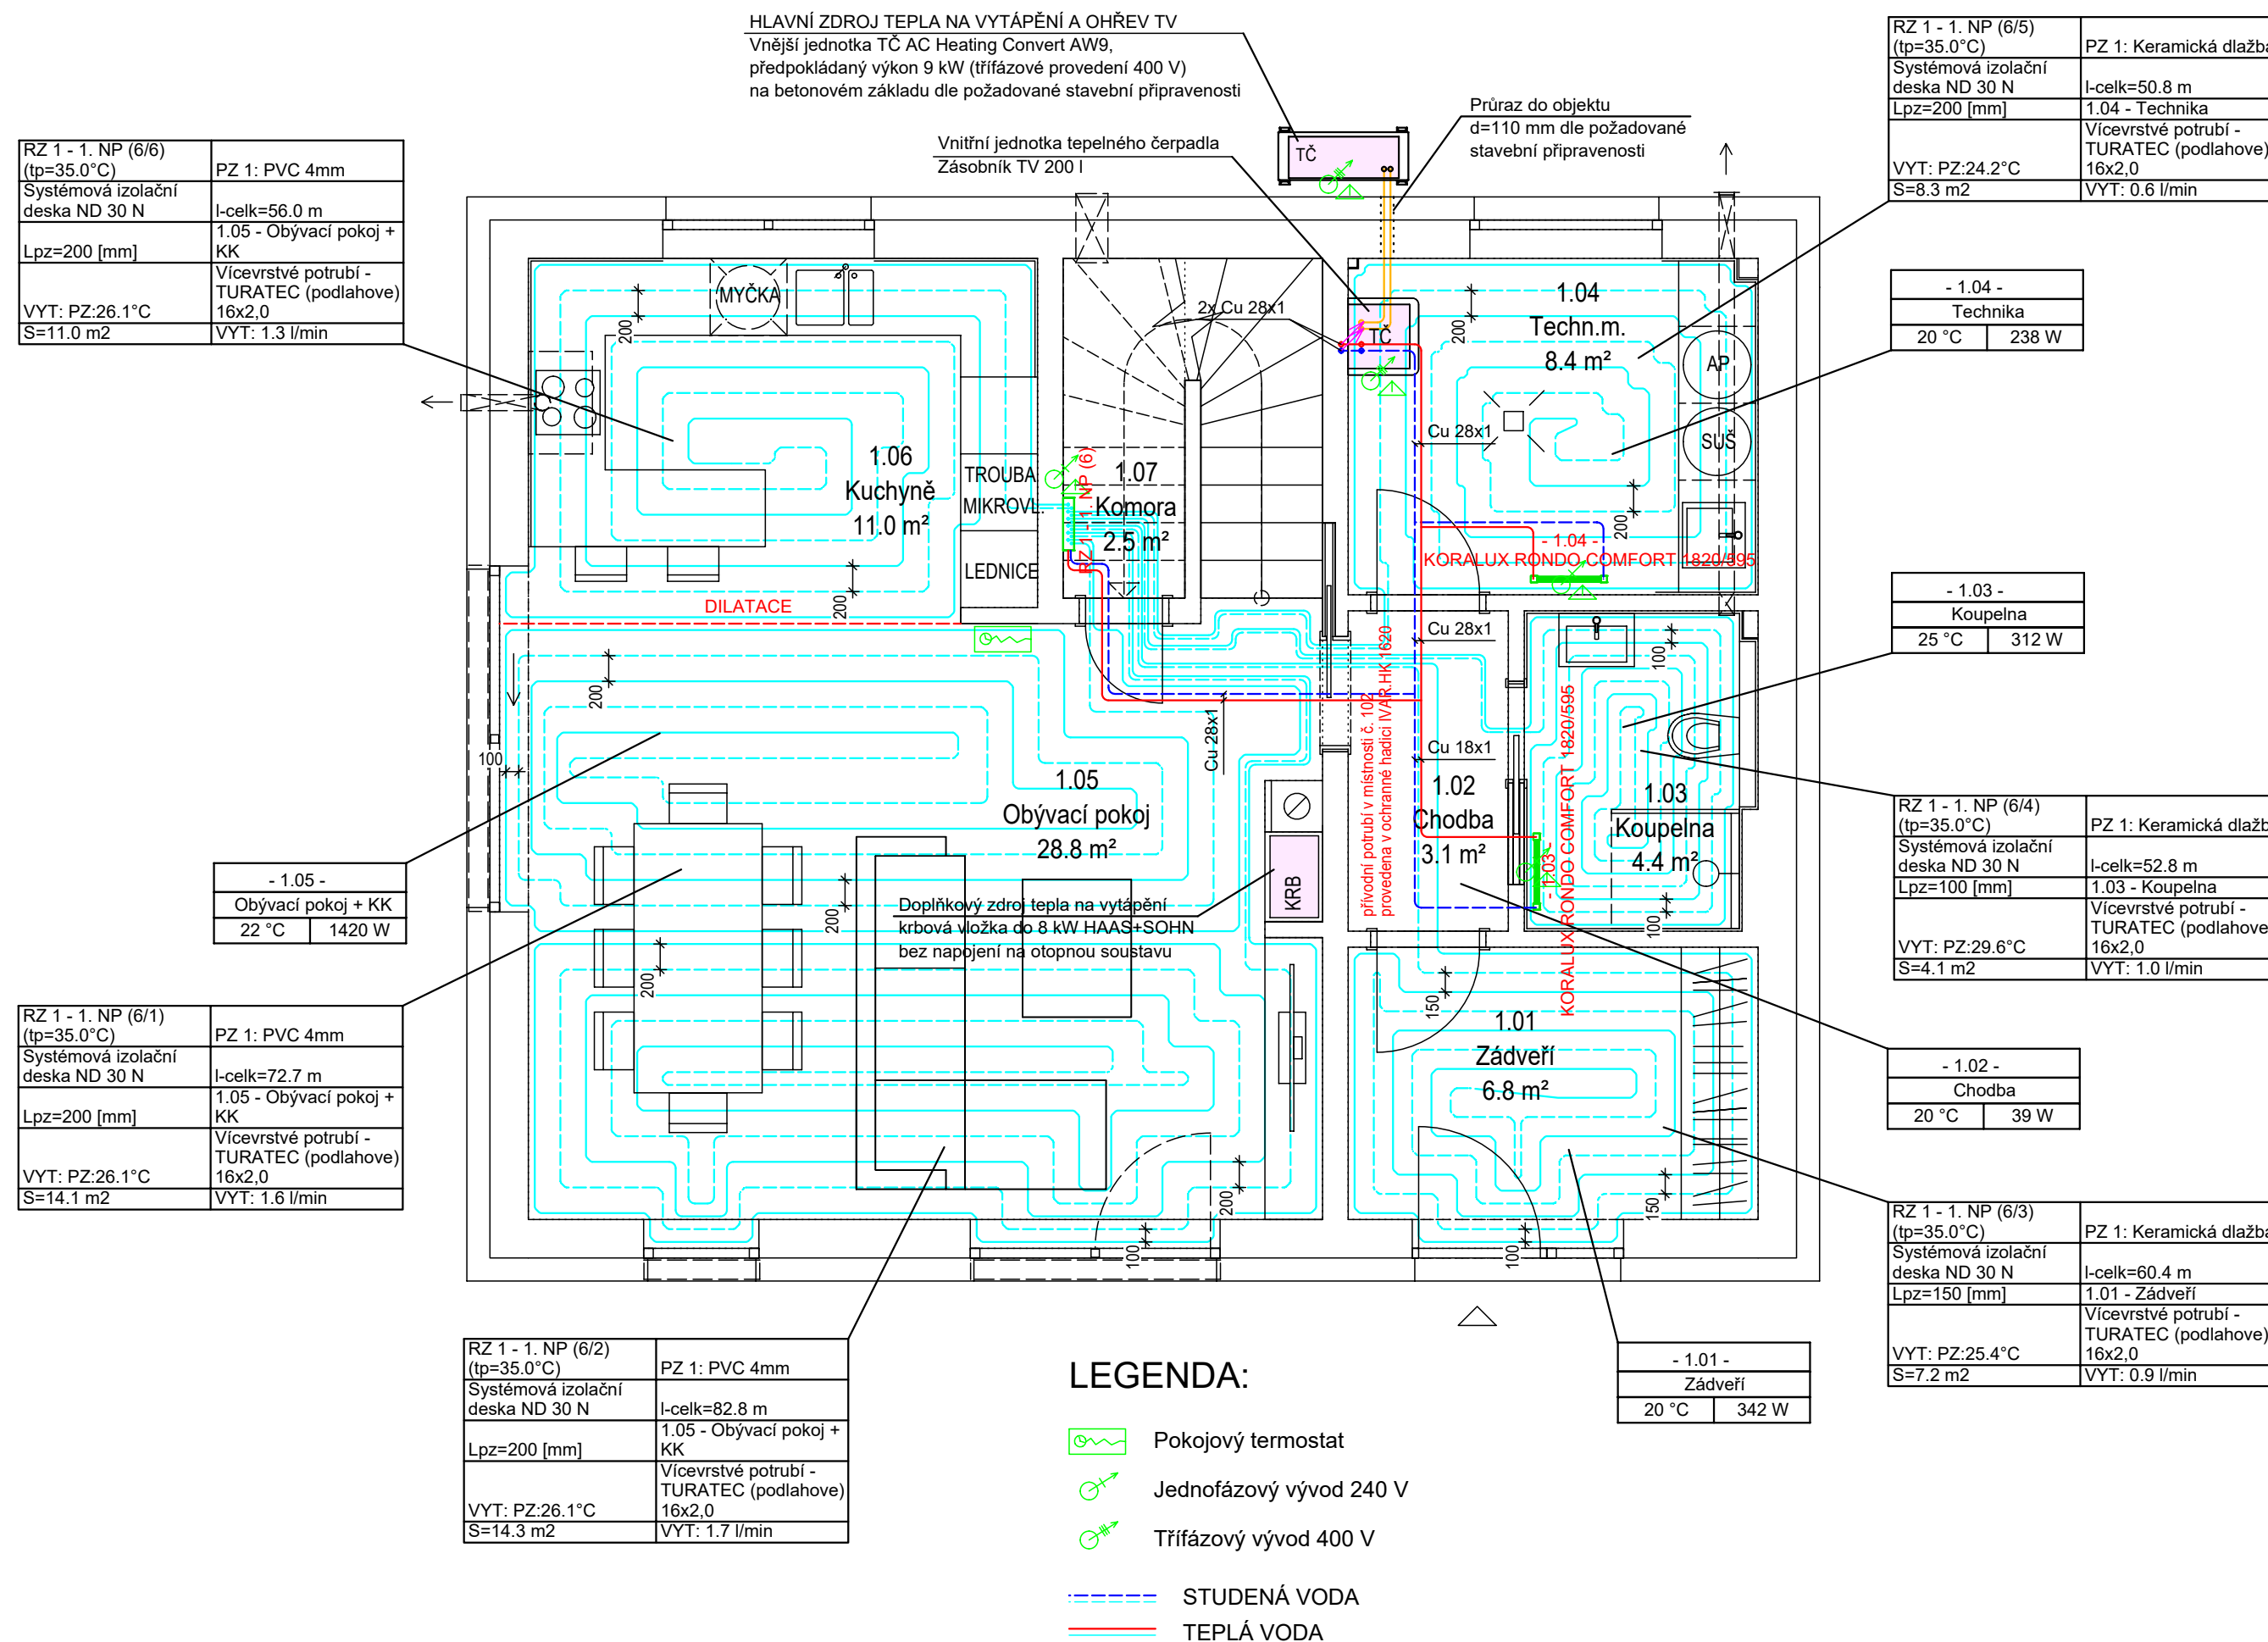 HLAVNÍ ZDROJ TEPLA NA VYTÁPĚNÍ A OHŘEV TV
Vnější jednotka TČ AC Heating Convert AW9,
předpokládaný výkon 9 kW (třífázové provedení 400 V)
na betonovém základu dle požadované stavební připravenosti
Průraz do objektu
d=110 mm dle požadované
stavební připravenosti
Vnitřní jednotka tepelného čerpadla
Zásobník TV 200 l
TČ
RZ 1 - 1. NP (6/5)
(tp=35.0°C)
Systémová izolační
deska ND 30 N
l-celk=50.8 m
Lpz=200 [mm]
1.04 - Technika
Vícevrstvé potrubí -
TURATEC (podlahove)
VYT: PZ:24.2°C
16x2,0
S=8.3 m2
VYT: 0.6 l/min
PZ 1: Keramická
RZ 1 - 1. NP (6/6)
(tp=35.0°C)
PZ 1: PVC 4mm
Systémová izolační
deska ND 30 N
l-celk=56.0 m
Lpz=200 [mm]
1.05 - Obývací pokoj +
KK
Vícevrstvé potrubí -
TURATEC (podlahove)
VYT: PZ:26.1°C
16x2,0
S=11.0 m2
VYT: 1.3 l/min
- 1.04 -
Technika
20 °C
238 W
MYČKA
200
2x Cu 28x1
TČ
200
1.04
Techn.m.
8.4 m²
AP
SUŠ
Cu 28x1
1.06
Kuchyně
11.0 m²
TROUBA
MIKROVL.
LEDNICE
RZ 1 - 1. NP (6)
1.07
Komora
2.5 m²
200
- 1.04 -
KORALUX RONDO COMFORT 1820/595
200
DILATACE
- 1.03 -
Koupelna
25 °C
312 W
Cu 28x1
100
200
100
přívodní potrubí v místnosti č. 102
provedena v ochranné hadici IVAR.HK 1620
Cu 28x1
Cu 18x1
1.05
Obývací pokoj
28.8 m²
1.02
Chodba
3.1 m²
- 1.03 -
KORALUX RONDO COMFORT 1820/595
1.03
Koupelna
4.4 m²
RZ 1 - 1. NP (6/4)
(tp=35.0°C)
Systémová izolační
deska ND 30 N
l-celk=52.8 m
Lpz=100 [mm]
1.03 - Koupelna
Vícevrstvé potrubí -
TURATEC
VYT: PZ:29.6°C
16x2,0
S=4.1 m2
VYT: 1.0 l/min
PZ 1: Keramická
- 1.05 -
Obývací pokoj + KK
22 °C
1420 W
KRB
Doplňkový zdroj tepla na vytápění
krbová vložka do 8 kW HAAS+SOHN
bez napojení na otopnou soustavu
200
200
100
150
RZ 1 - 1. NP (6/1)
(tp=35.0°C)
PZ 1: PVC 4mm
Systémová izolační
deska ND 30 N
l-celk=72.7 m
Lpz=200 [mm]
1.05 - Obývací pokoj +
KK
Vícevrstvé potrubí -
TURATEC (podlahove)
VYT: PZ:26.1°C
16x2,0
S=14.1 m2
VYT: 1.6 l/min
1.01
Zádveří
6.8 m²
- 1.02 -
Chodba
20 °C
39 W
200
150
100
100
RZ 1 - 1. NP (6/3)
(tp=35.0°C)
Systémová izolační
deska ND 30 N
l-celk=60.4 m
Lpz=150 [mm]
1.01 - Zádveří
Vícevrstvé potrubí -
TURATEC (podlahove)
VYT: PZ:25.4°C
16x2,0
S=7.2 m2
VYT: 0.9 l/min
PZ 1: Keramická
RZ 1 - 1. NP (6/2)
(tp=35.0°C)
PZ 1: PVC 4mm
Systémová izolační
deska ND 30 N
l-celk=82.8 m
Lpz=200 [mm]
1.05 - Obývací pokoj +
KK
Vícevrstvé potrubí -
TURATEC (podlahove)
VYT: PZ:26.1°C
16x2,0
S=14.3 m2
VYT: 1.7 l/min
- 1.01 -
Zádveří
20 °C
342 W
LEGENDA:
Pokojový termostat
Jednofázový vývod 240 V
Třífázový vývod 400 V
STUDENÁ VODA
TEPLÁ VODA